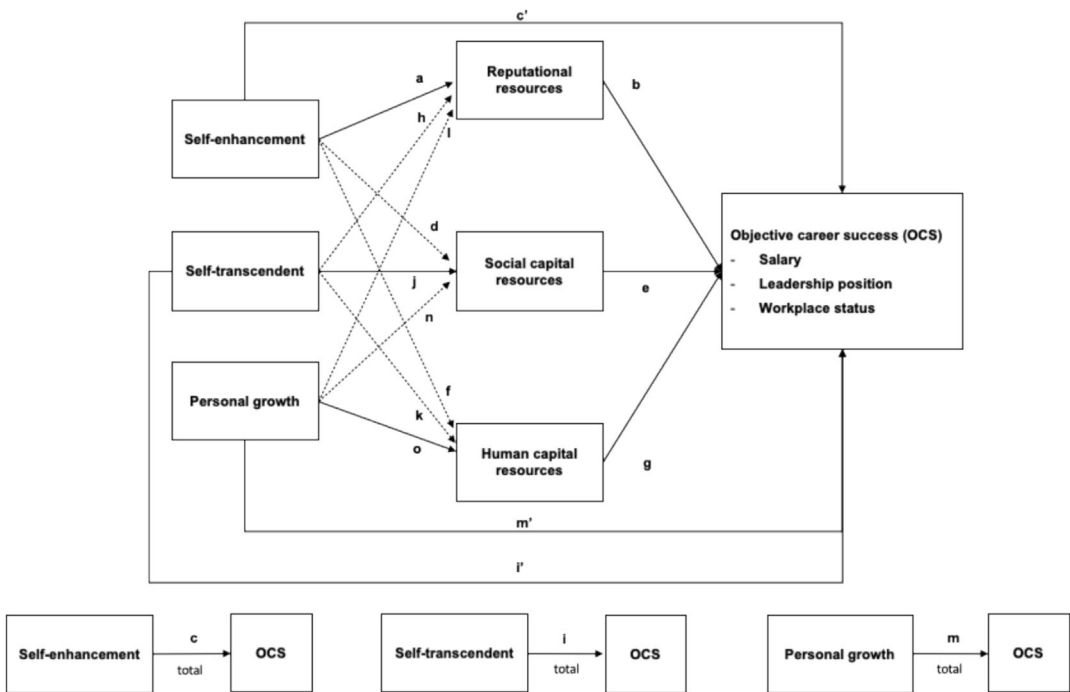 c’
a
Reputational
resources
b
h
l
Self-enhancement
d
Objective career success (OCS)
- Salary
- Leadership position
- Workplace status
Self-transcendent
Social capital
resources
j
e
n
Personal growth
f
k
o
Human capital
resources
g
m’
i’
Self-enhancement
c
total
OCS
Self-transcendent
i
total
OCS
Personal growth
m
total
OCS